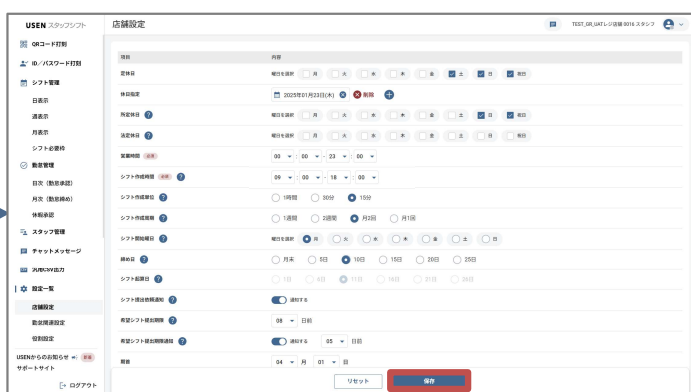 USEN スタッフシフト
店舗設定
TEST_GR_UATレジ店舗 0016 スタシフ
QRコード打刻
ID/パスワード打刻
シフト管理
日表示
週表示
月表示
シフト必要枠
勤怠管理
日次(勤怠承認)
月次(勤怠締め)
休暇承認
スタッフ管理
チャットメッセージ
汎用CSV出力
設定一覧
店舗設定
勤怠関連設定
役割設定
USENからのお知らせ 新着
サポートサイト
ログアウト
項目 内容
定休日 曜日を選択 月 火 水 木 金 土 日 祝日
休日指定 2025年01月23日(木) 削除
所定休日 ? 曜日を選択 月 火 水 木 金 土 日 祝日
法定休日 ? 曜日を選択 月 火 水 木 金 土 日 祝日
営業時間 必須 00 : 00 - 23 : 00
シフト作成時間 必須 ? 09 : 00 - 18 : 00
シフト作成単位 ? 1時間 30分 15分
シフト作成周期 ? 1週間 2週間 月2回 月1回
シフト開始曜日 ? 曜日を選択 月 火 水 木 金 土 日
締め日 ? 月末 5日 10日 15日 20日 25日
シフト起算日 ? 1日 6日 11日 16日 21日 26日
シフト提出依頼通知 ? 通知する
希望シフト提出期限 ? 08 日前
希望シフト提出期限通知 ? 通知する 05 日前
期首 04 月 01 日
リセット 保存